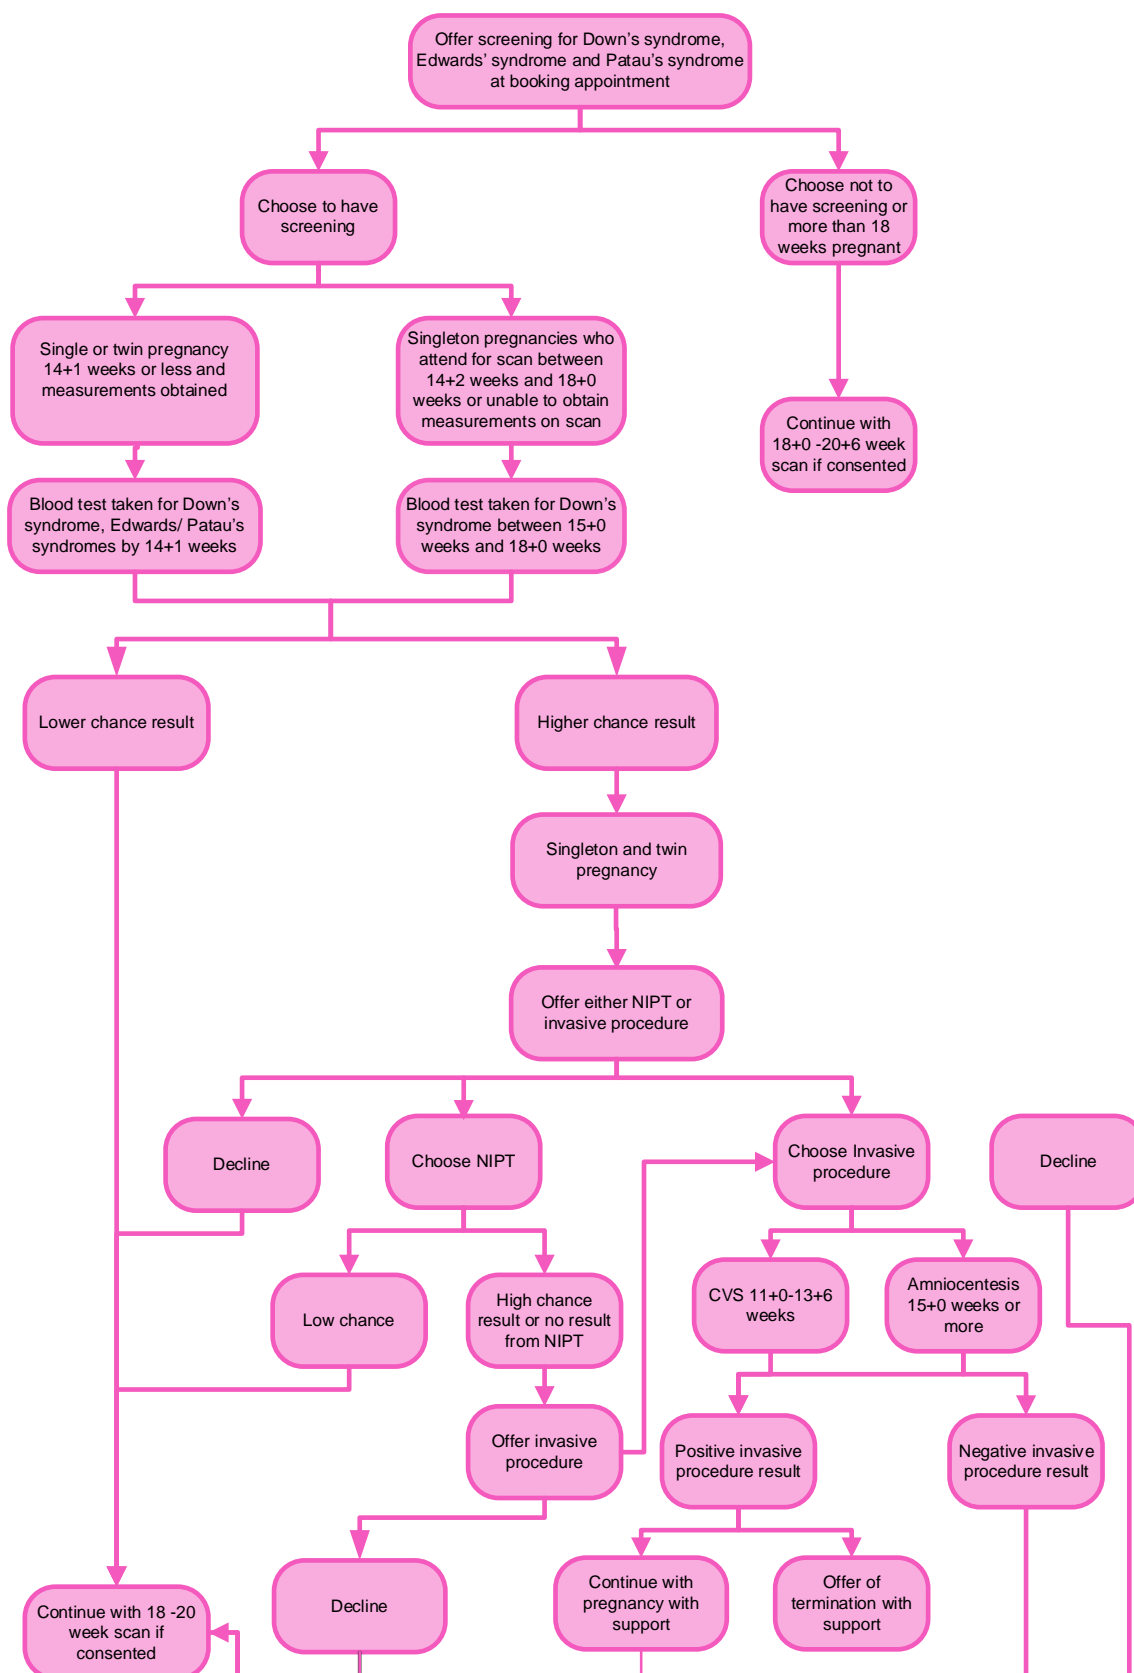 Offer screening for Down's syndrome,
Edwards' syndrome and Patau's syndrome
at booking appointment
Choose to have
screening
Choose not to
have screening or
more than 18
weeks pregnant
Single or twin pregnancy
14+1 weeks or less and
measurements obtained
Singleton pregnancies who
attend for scan between
14+2 weeks and 18+0
weeks or unable to obtain
measurements on scan
Continue with
18+0 -20+6 week
scan if consented
Blood test taken for Down's
syndrome, Edwards/ Patau's
syndromes by 14+1 weeks
Blood test taken for Down's
syndrome between 15+0
weeks and 18+0 weeks
Lower chance result
Higher chance result
Singleton and twin
pregnancy
Offer either NIPT or
invasive procedure
Decline
Choose NIPT
Choose Invasive
procedure
Decline
Low chance
High chance
result or no result
from NIPT
CVS 11+0-13+6
weeks
Amniocentesis
15+0 weeks or
more
Offer invasive
procedure
Positive invasive
procedure result
Negative invasive
procedure result
Continue with 18 -20
week scan if
consented
Decline
Continue with
pregnancy with
support
Offer of
termination with
support